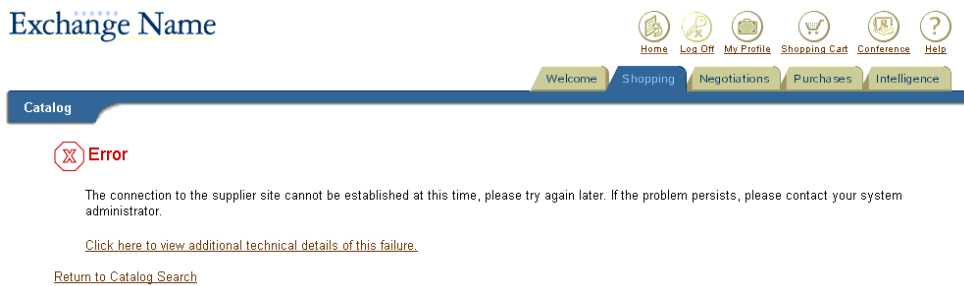 Exchange Name
Home Log Off My Profile Shopping Cart Conference Help
Welcome Shopping Negotiations Purchases Intelligence
Catalog
Error
The connection to the supplier site cannot be established at this time, please try again later. If the problem persists, please contact your system
administrator.
Click here to view additional technical details of this failure.
Return to Catalog Search